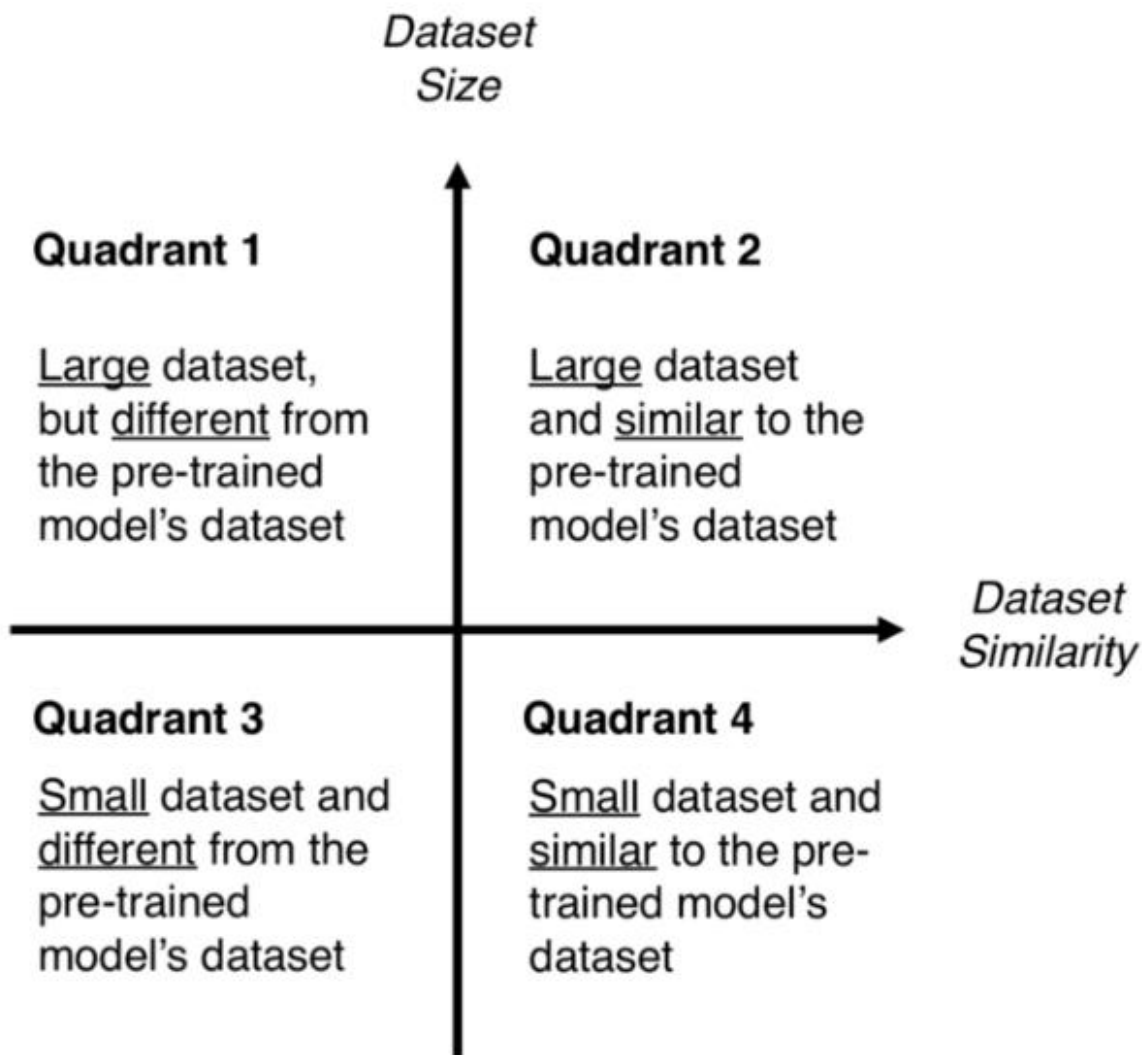 Dataset
Size
Quadrant 1
Large dataset,
but different from
the pre-trained
model’s dataset
Quadrant 2
Large dataset
and similar to the
pre-trained
model’s dataset
Dataset
Similarity
Quadrant 3
Small dataset and
different from the
pre-trained
model’s dataset
Quadrant 4
Small dataset and
similar to the pre-
trained model’s
dataset